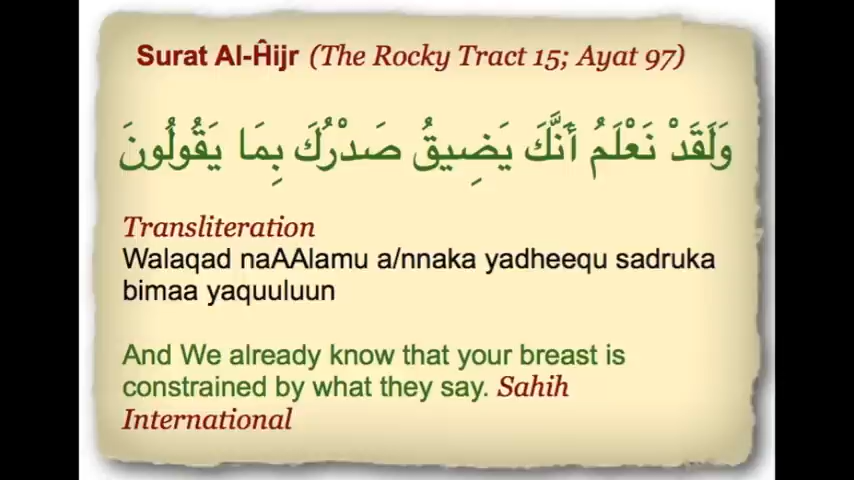 Surat Al-Ĥijr (The Rocky Tract 15; Ayat 97)
وَلَقَدْ نَعْلَمُ أَنَّكَ يَضِيقُ صَدْرُكَ بِمَا يَقُولُونَ
Transliteration
Walaqad naAAlamu a/nnaka yadheequ sadruka
bimaa yaquuluun
And We already know that your breast is
constrained by what they say. Sahih
International